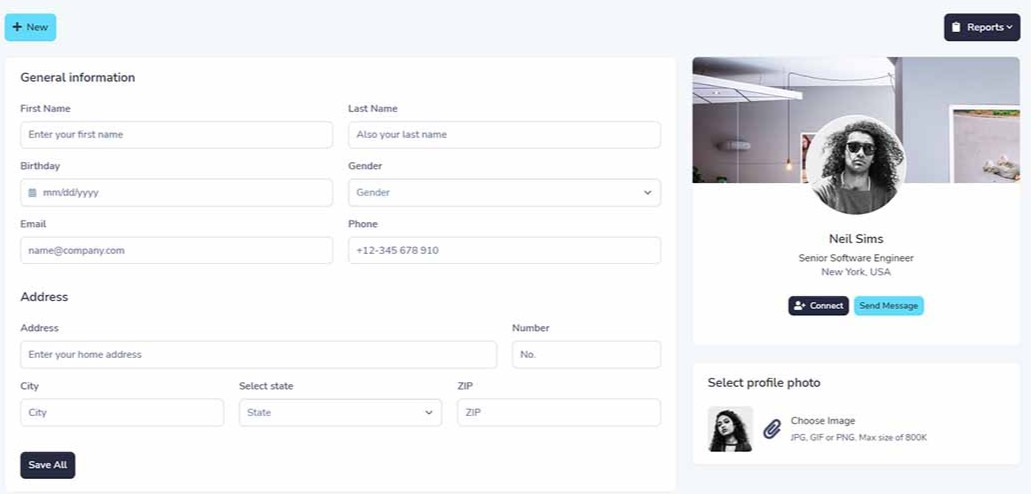 New
Reports
General information
First Name
Last Name
Enter your first name
Also your last name
Birthday
Gender
mm/dd/yyyy
Gender
Email
Phone
name@company.com
+12-345 678 910
Address
Address
Number
Enter your home address
No.
City
Select state
ZIP
City
State
ZIP
Save All
Neil Sims
Senior Software Engineer
New York, USA
Connect
Send Message
Select profile photo
Choose Image
JPG, GIF or PNG. Max size of 800K